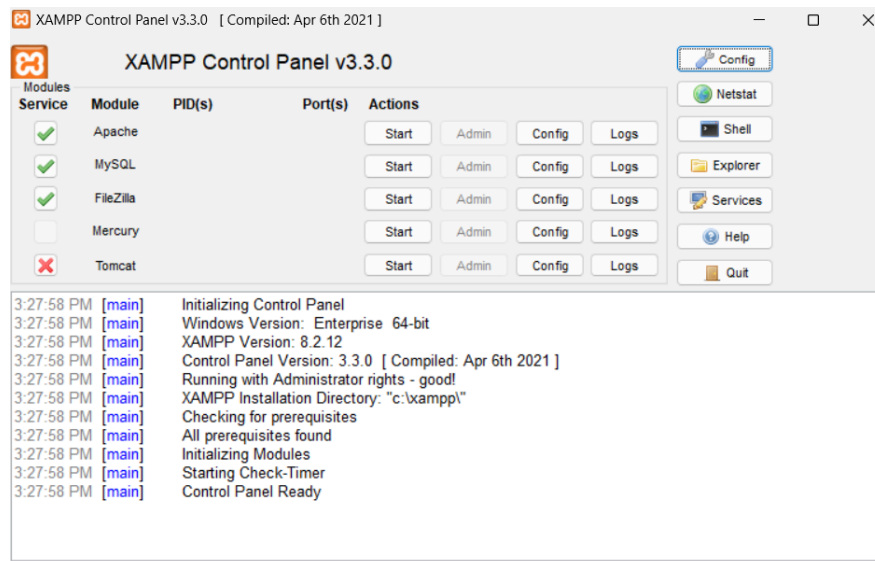 XAMPP Control Panel v3.3.0 [ Compiled: Apr 6th 2021 ]
XAMPP Control Panel v3.3.0
Config
Modules
Service Module PID(s) Port(s) Actions
Netstat
Apache Start Admin Config Logs
Shell
MySQL Start Admin Config Logs
Explorer
FileZilla Start Admin Config Logs
Services
Mercury Start Admin Config Logs
Help
Tomcat Start Admin Config Logs
Quit
3:27:58 PM [main] Initializing Control Panel
3:27:58 PM [main] Windows Version: Enterprise 64-bit
3:27:58 PM [main] XAMPP Version: 8.2.12
3:27:58 PM [main] Control Panel Version: 3.3.0 [ Compiled: Apr 6th 2021 ]
3:27:58 PM [main] Running with Administrator rights - good!
3:27:58 PM [main] XAMPP Installation Directory: "c:\xampp\"
3:27:58 PM [main] Checking for prerequisites
3:27:58 PM [main] All prerequisites found
3:27:58 PM [main] Initializing Modules
3:27:58 PM [main] Starting Check-Timer
3:27:58 PM [main] Control Panel Ready